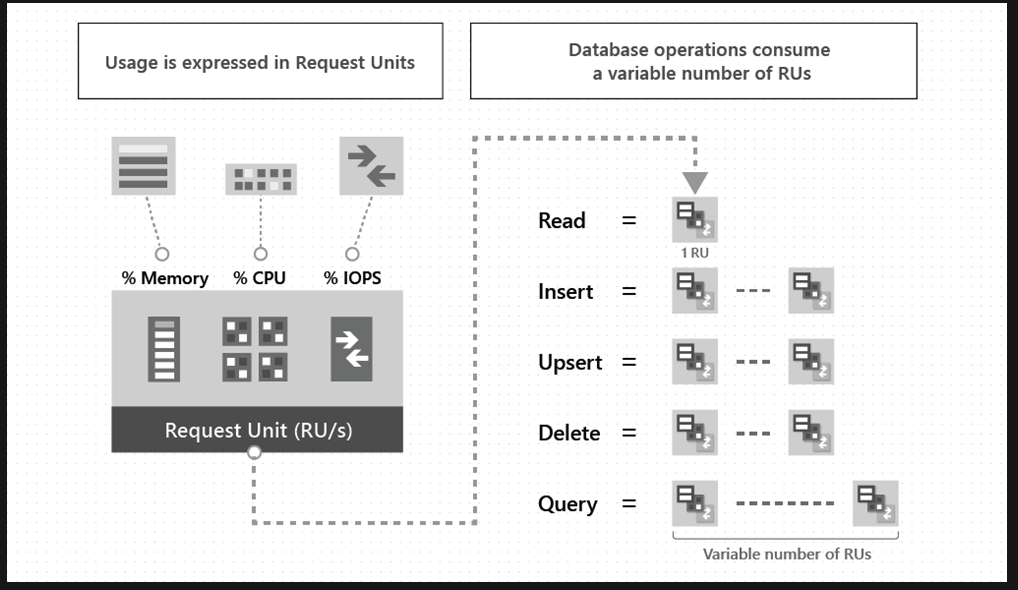 Usage is expressed in Request Units
Database operations consume
a variable number of RUs
% Memory
% CPU
% IOPS
Request Unit (RU/s)
Read =
1 RU
Insert =
Upsert =
Delete =
Query =
Variable number of RUs